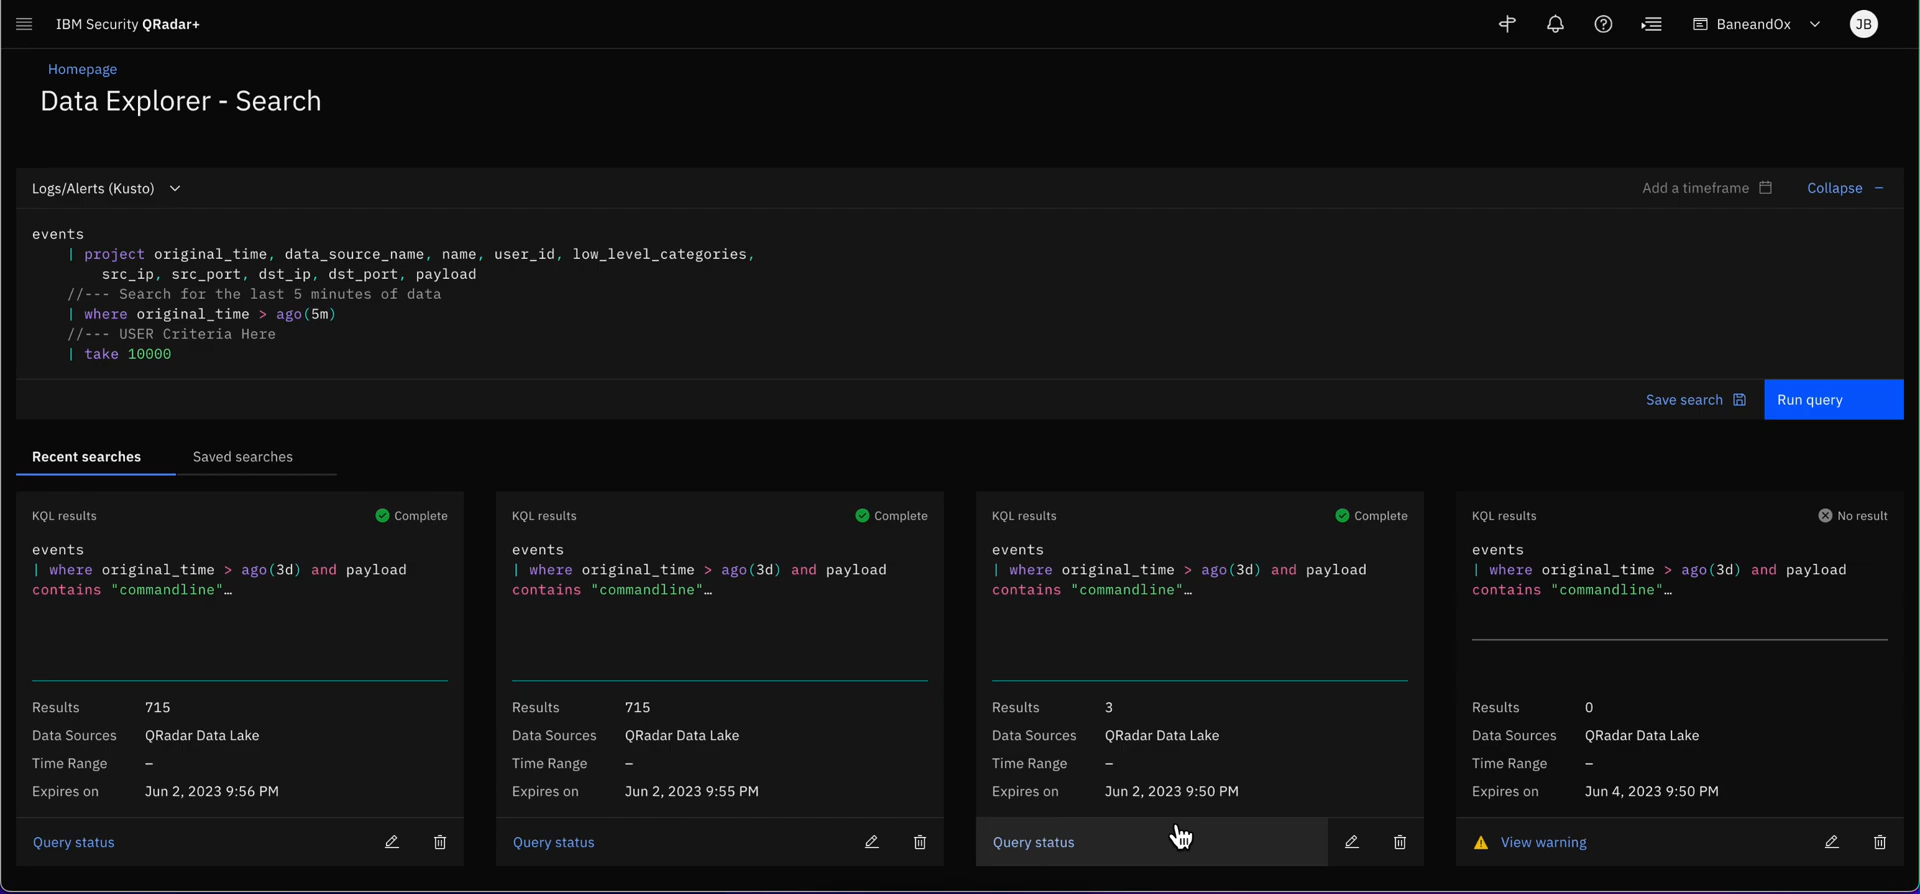 IBM Security QRadar+
BaneandOx
JB
Homepage
Data Explorer - Search
Logs/Alerts (Kusto)
Add a timeframe
Collapse
events
| project original_time, data_source_name, name, user_id, low_level_categories,
src_ip, src_port, dst_ip, dst_port, payload
//--- Search for the last 5 minutes of data
| where original_time > ago(5m)
//--- USER Criteria Here
| take 10000
Save search
Run query
Recent searches
Saved searches
KQL results
Complete
events
| where original_time > ago(3d) and payload
contains "commandline"…
Results 715
Data Sources QRadar Data Lake
Time Range –
Expires on Jun 2, 2023 9:56 PM
Query status
KQL results
Complete
events
| where original_time > ago(3d) and payload
contains "commandline"…
Results 715
Data Sources QRadar Data Lake
Time Range –
Expires on Jun 2, 2023 9:55 PM
Query status
KQL results
Complete
events
| where original_time > ago(3d) and payload
contains "commandline"…
Results 3
Data Sources QRadar Data Lake
Time Range –
Expires on Jun 2, 2023 9:50 PM
Query status
KQL results
No result
events
| where original_time > ago(3d) and payload
contains "commandline"…
Results 0
Data Sources QRadar Data Lake
Time Range –
Expires on Jun 4, 2023 9:50 PM
View warning